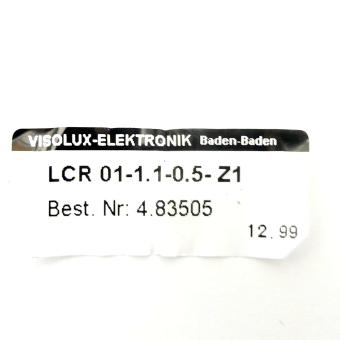 VISOLUX-ELEKTRONIK Baden-Baden
LCR 01-1.1-0.5- Z1
Best. Nr: 4.83505
12.99